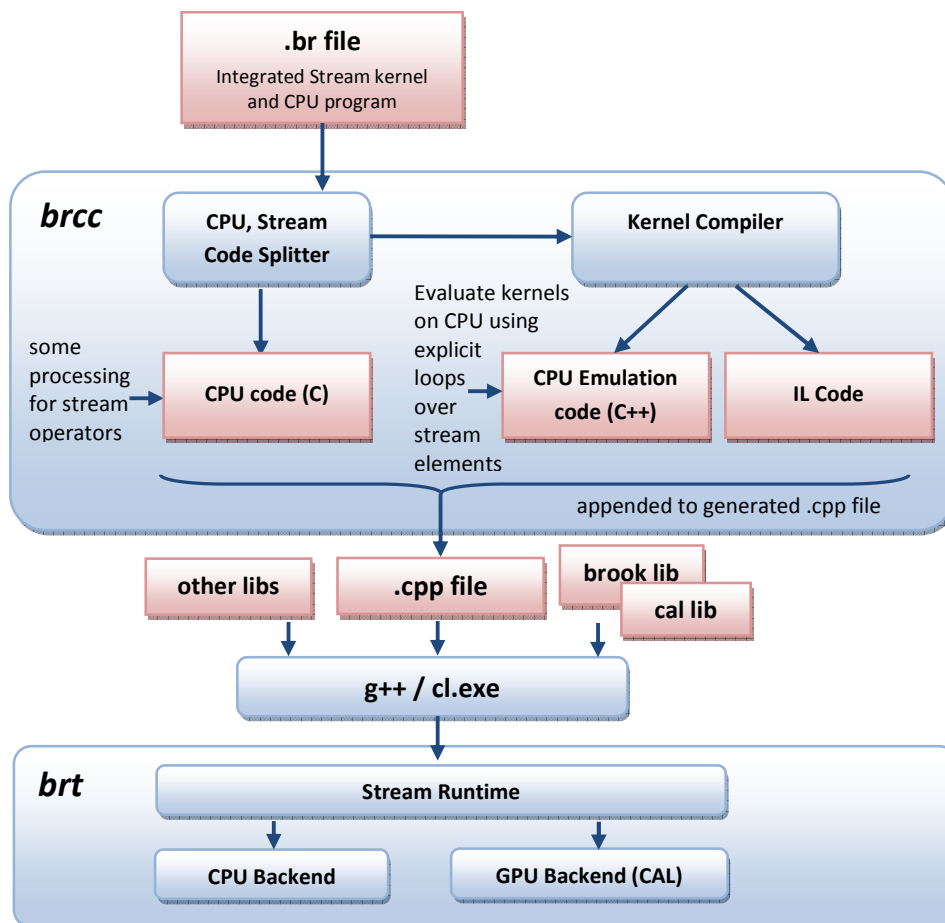 .br file
Integrated Stream kernel
and CPU program
brcc
CPU, Stream
Code Splitter
Kernel Compiler
Evaluate kernels
on CPU using
explicit
loops
over
stream
elements
some
processing
for stream
operators
CPU code (C)
CPU Emulation
code (C++)
IL Code
appended to generated .cpp file
other libs
.cpp file
brook lib
cal lib
g++ / cl.exe
brt
Stream Runtime
CPU Backend
GPU Backend (CAL)